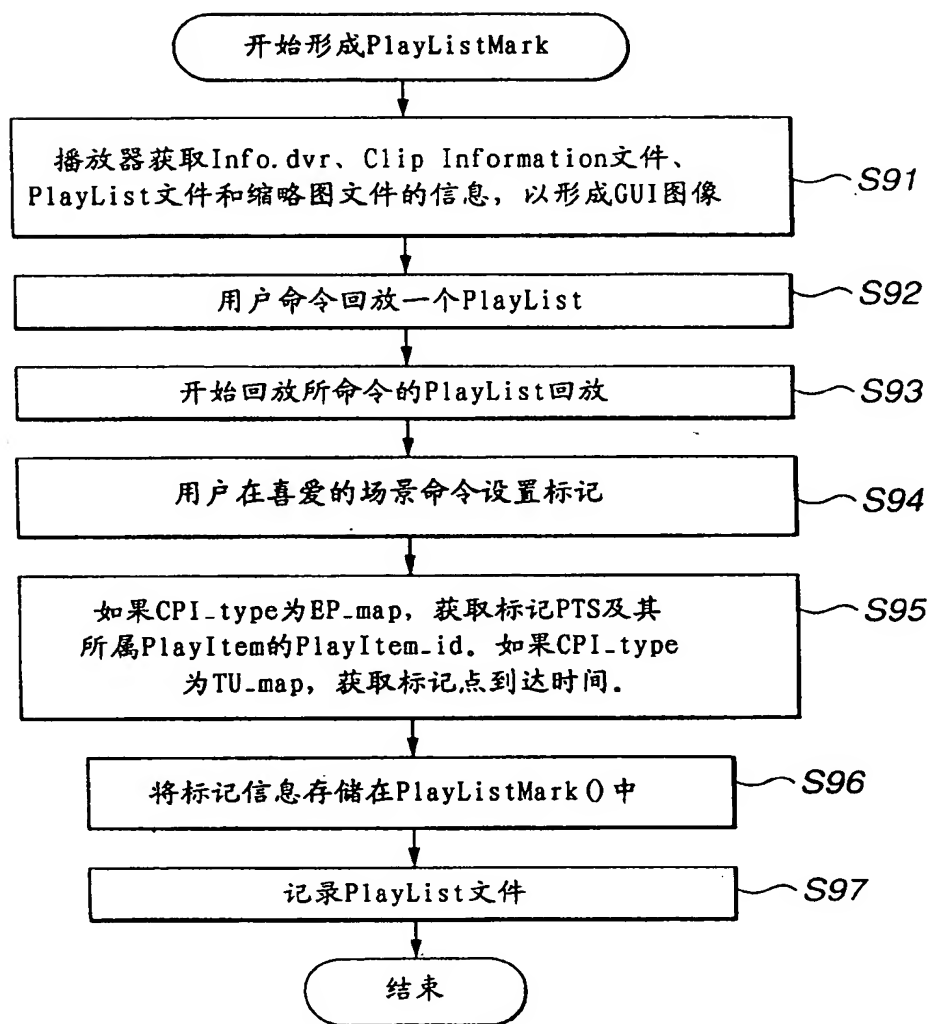 开始形成PlayListMark
播放器获取Info.dvr、Clip Information文件、
PlayList文件和缩略图文件的信息，以形成GUI图像
S91
用户命令回放一个PlayList
S92
开始回放所命令的PlayList回放
S93
用户在喜爱的场景命令设置标记
S94
如果CPI_type为EP_map，获取标记PTS及其
所属PlayItem的PlayItem_id。如果CPI_type
为TU_map，获取标记点到达时间。
S95
将标记信息存储在PlayListMark()中
S96
记录PlayList文件
S97
结束